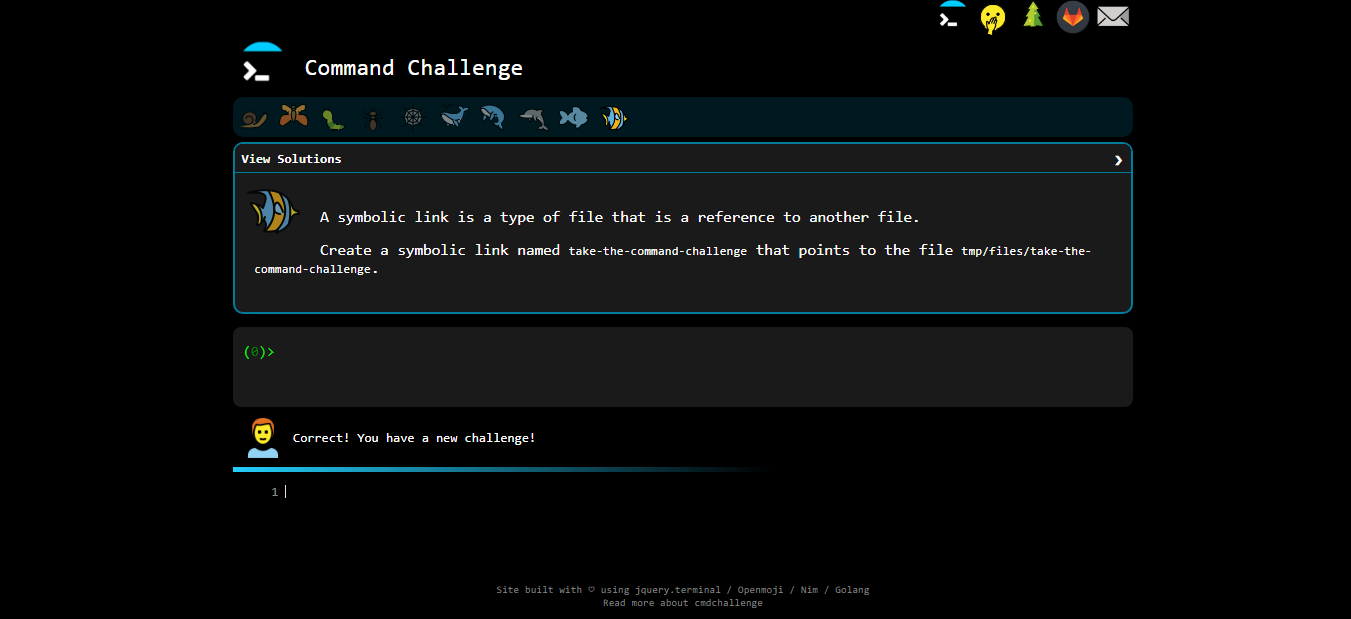 Command Challenge
View Solutions
A symbolic link is a type of file that is a reference to another file.
Create a symbolic link named take-the-command-challenge that points to the file tmp/files/take-the-
command-challenge.
(0)>
Correct! You have a new challenge!
1
Site built with ♡ using jquery.terminal / Openmoji / Nim / Golang
Read more about cmdchallenge